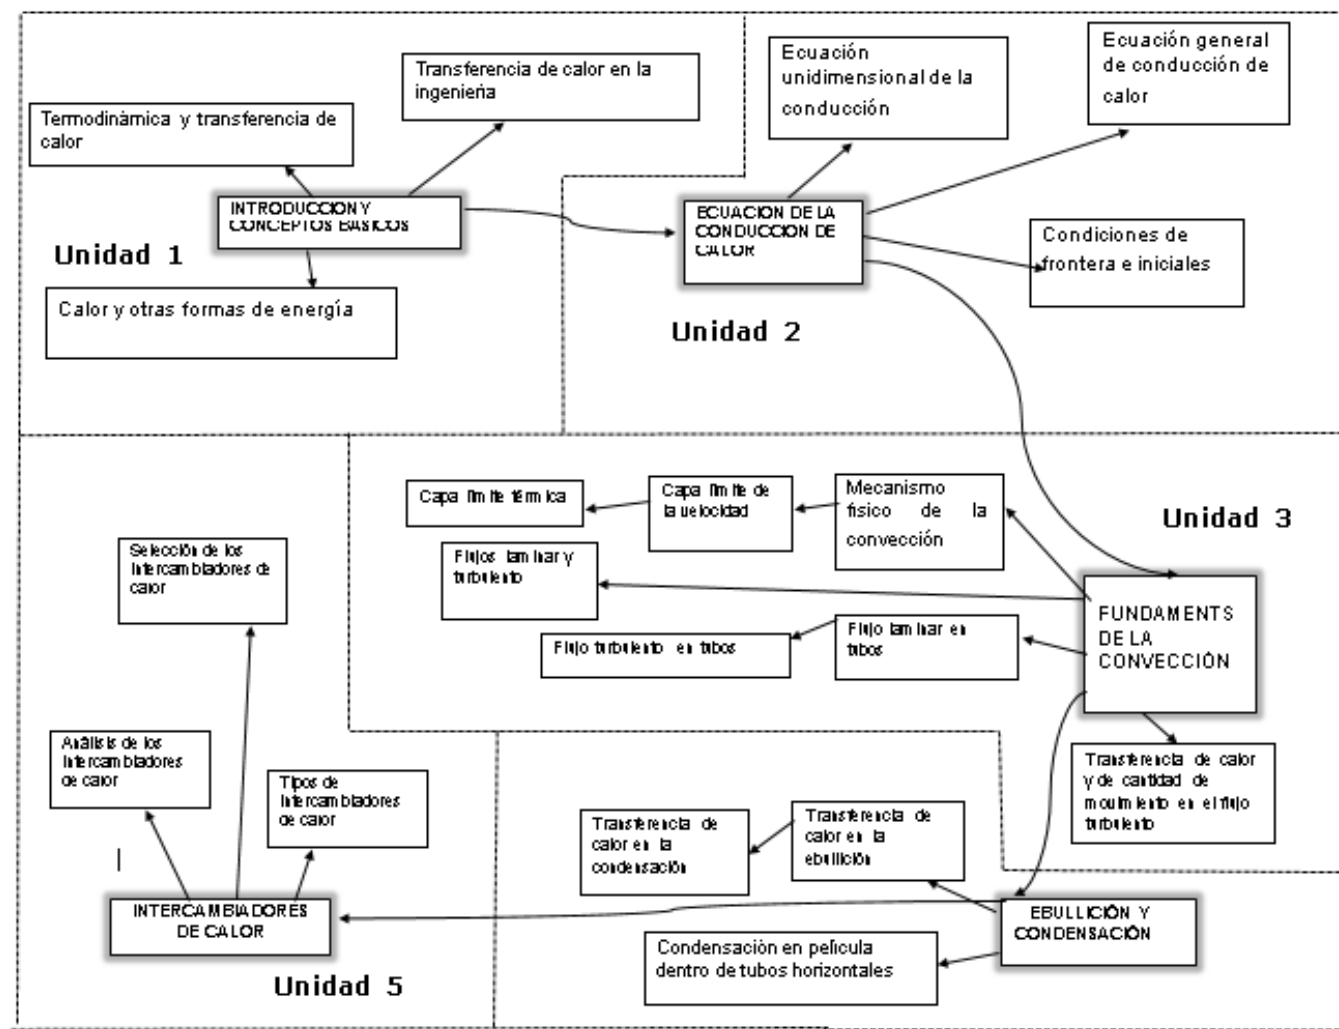 Transferencia de calor en la
ingeniería
Termodinámica y transferencia de
calor
INTRODUCCION Y
CONCEPTOS BASICOS
Unidad 1
Calor y otras formas de energía
Ecuación
unidimensional de la
conducción
Ecuación general
de conducción de
calor
ECUACION DE LA
CONDUCCION DE
CALOR
Condiciones de
frontera e iniciales
Unidad 2
Capa límite térmica
Capa límite de
la velocidad
Mecanismo
físico de la
convección
Unidad 3
Flujos laminar y
turbulento
Flujo turbulento en tubos
Flujo laminar en
tubos
FUNDAMENTS
DE LA
CONVECCIÓN
Transferencia de calor
y de cantidad de
movimiento en el flujo
turbulento
Transferencia de
calor en la
condensación
Transferencia de
calor en la
ebullición
EBULLICIÓN Y
CONDENSACIÓN
Condensación en película
dentro de tubos horizontales
Selección de los
intercambiadores de
calor
Análisis de los
intercambiadores
de calor
Tipos de
intercambiadores
de calor
INTERCAMBIADORES
DE CALOR
Unidad 5